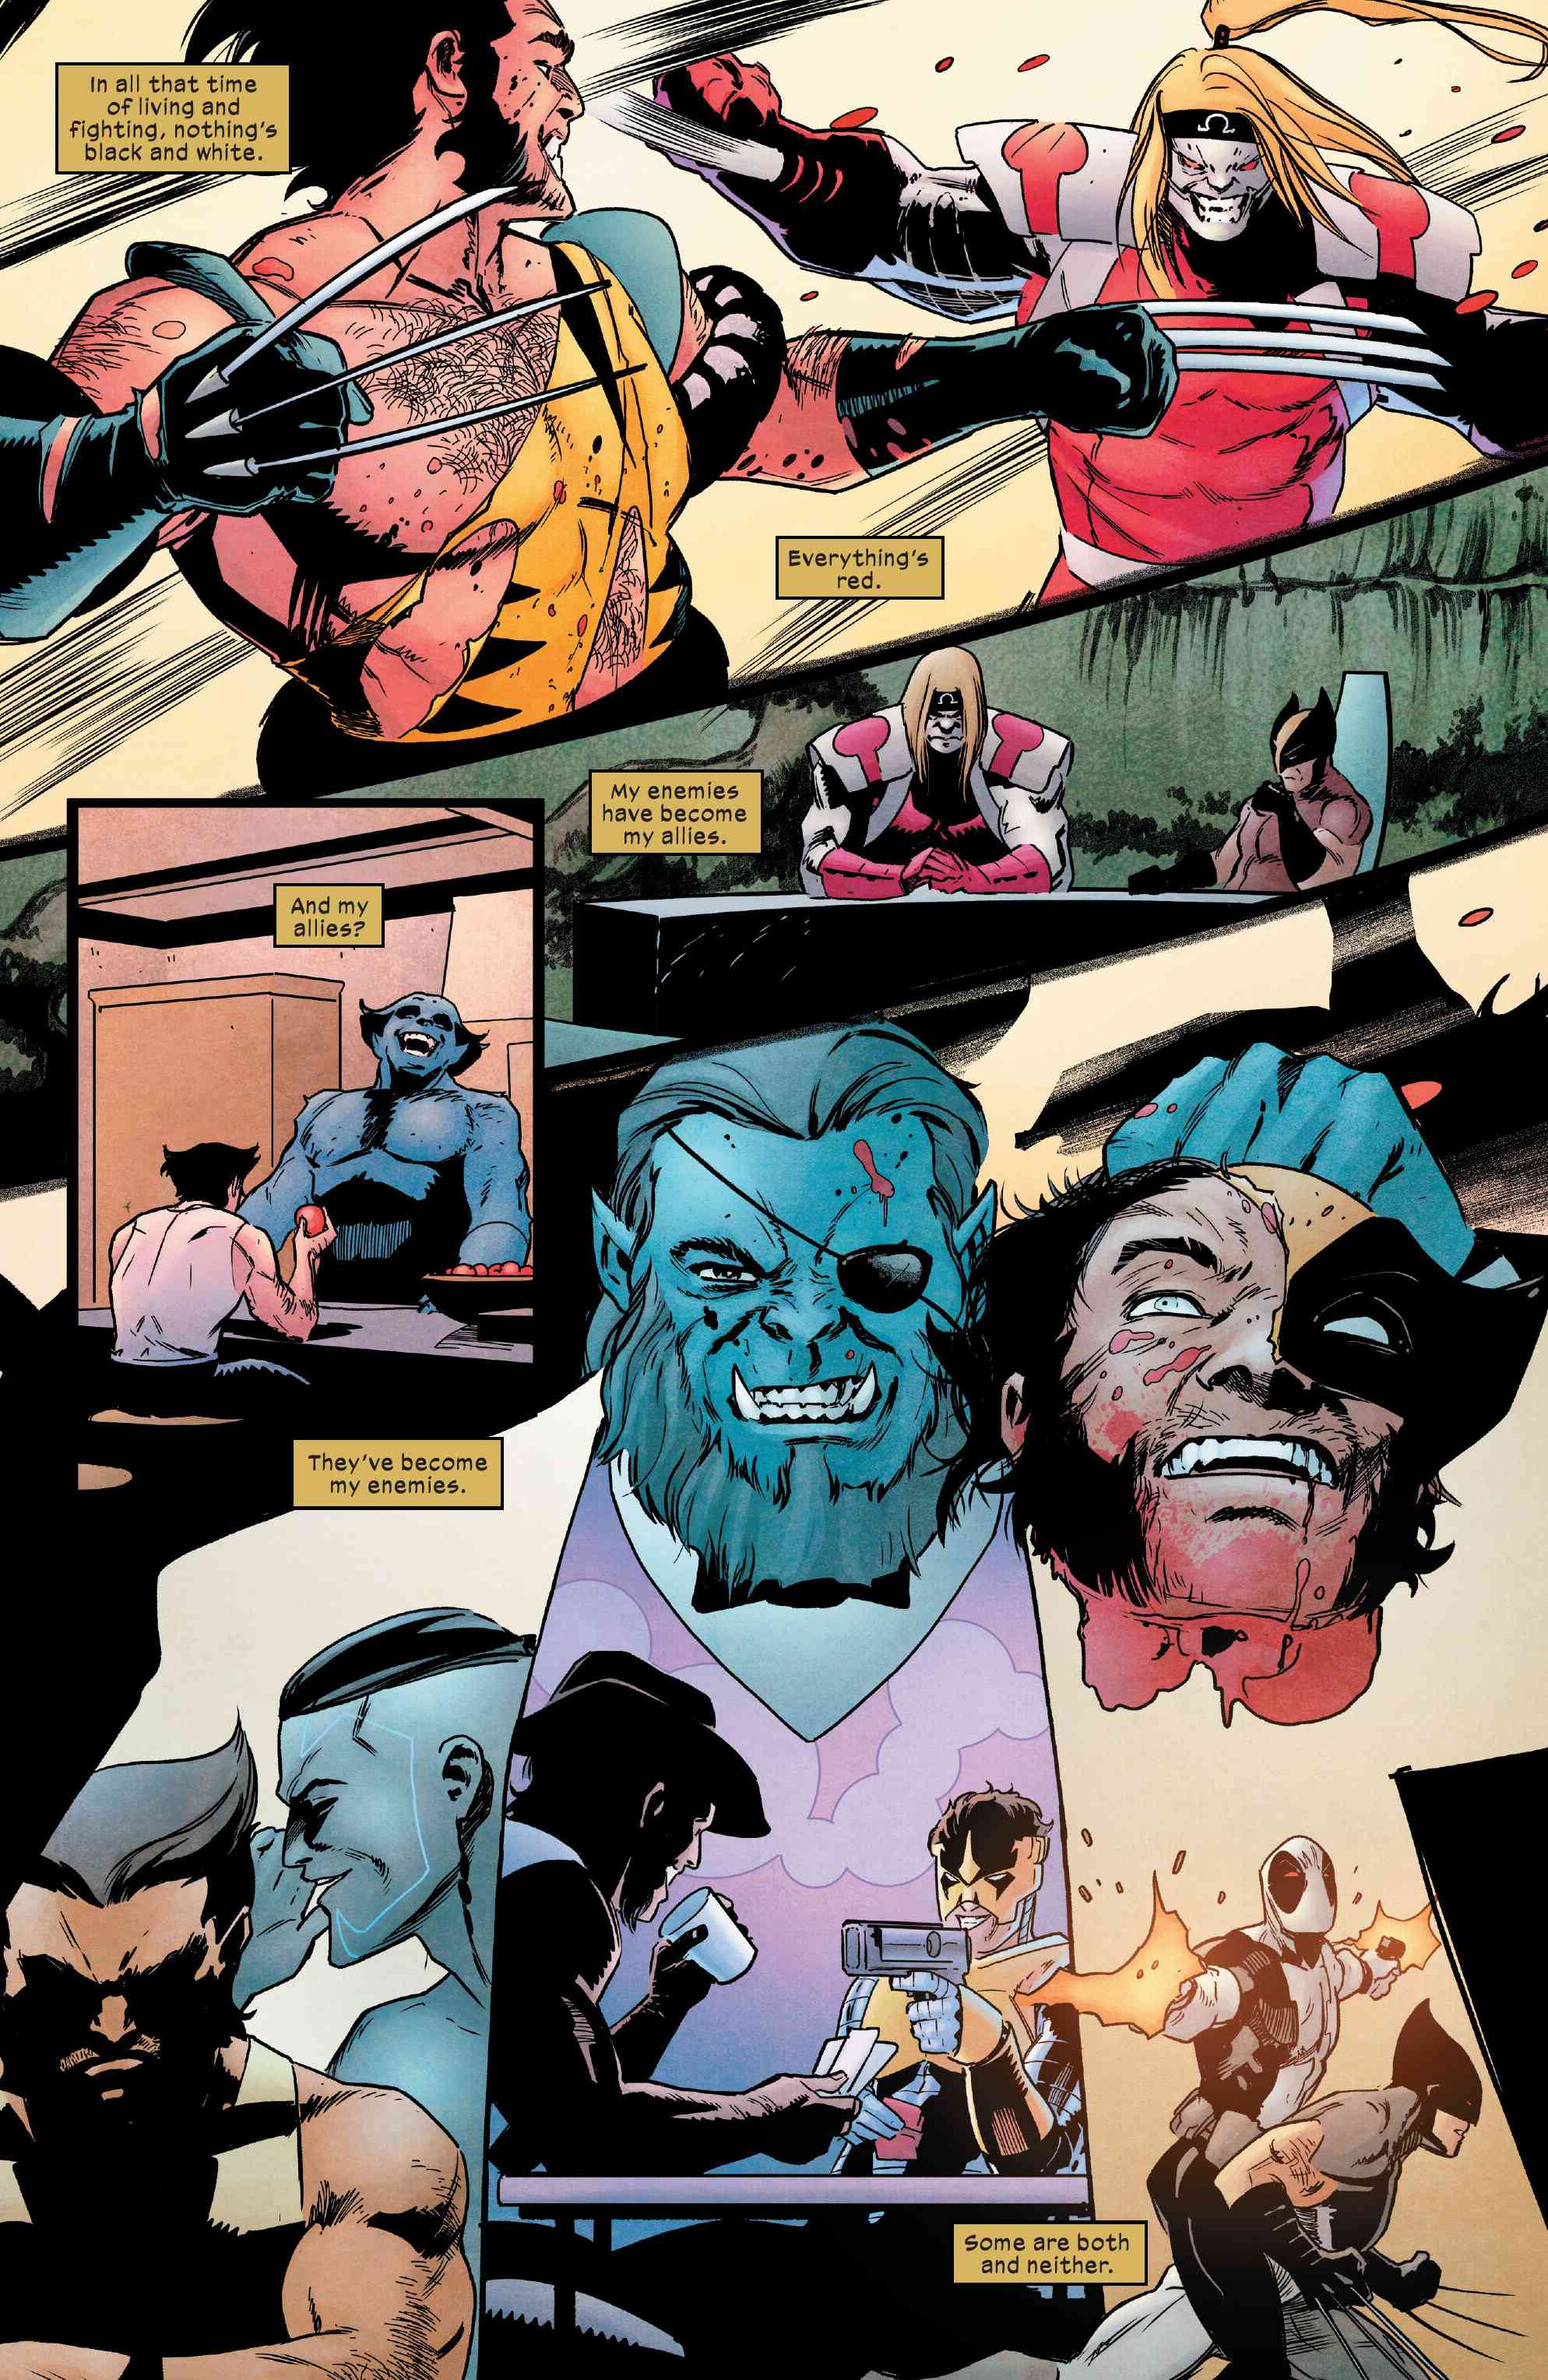 In all that time
of living and
fighting, nothing's
black and white.
Everything's
red.
My enemies
have become
my allies.
And my
allies?
They've become
my enemies.
Some are both
and neither.